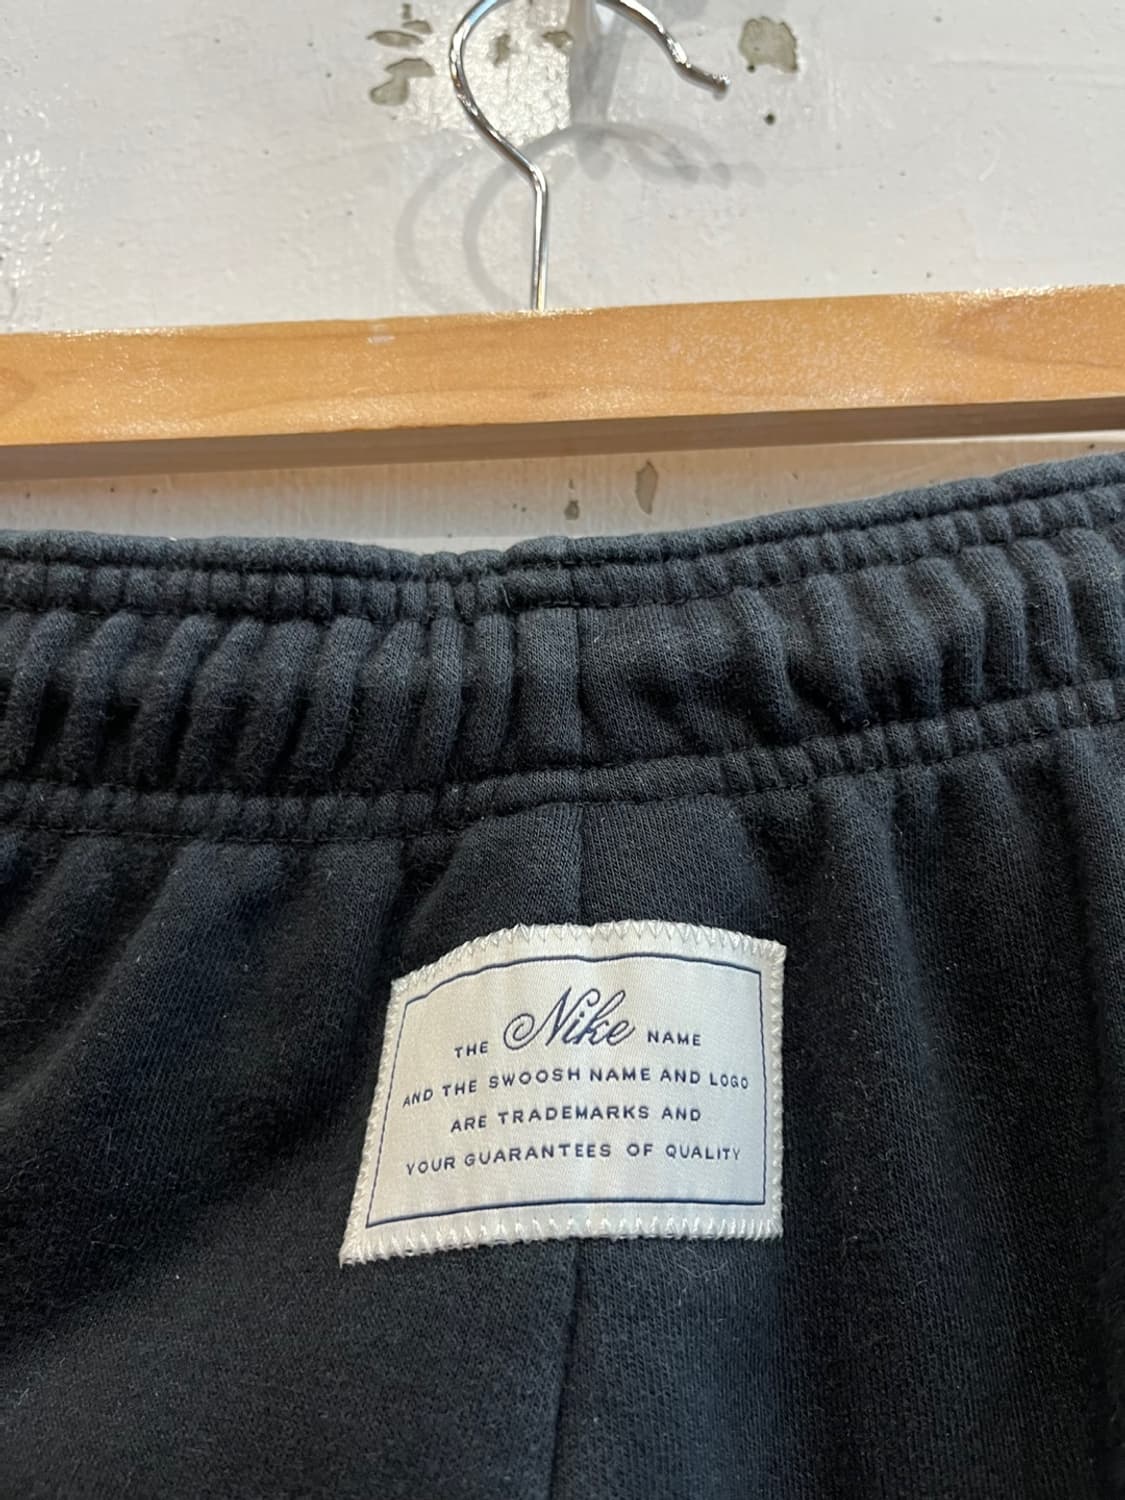 THE Nike NAME
AND THE SWOOSH NAME AND LOGO
ARE TRADEMARKS AND
YOUR GUARANTEES OF QUALITY